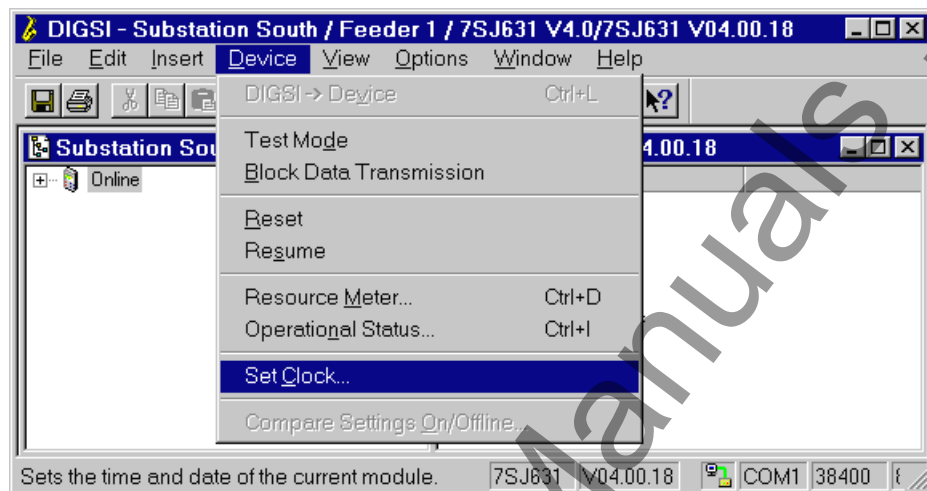 DIGSI - Substation South / Feeder 1 / 7SJ631 V4.0/7SJ631 V04.00.18
File Edit Insert Device View Options Window Help
DIGSI -> Device Ctrl+L
Substation Sou 4.00.18
Online
Test Mode
Block Data Transmission
Reset
Resume
Resource Meter... Ctrl+D
Operational Status... Ctrl+I
Set Clock...
Compare Settings On/Offline...
Sets the time and date of the current module. 7SJ631 V04.00.18 COM1 38400
Manuals